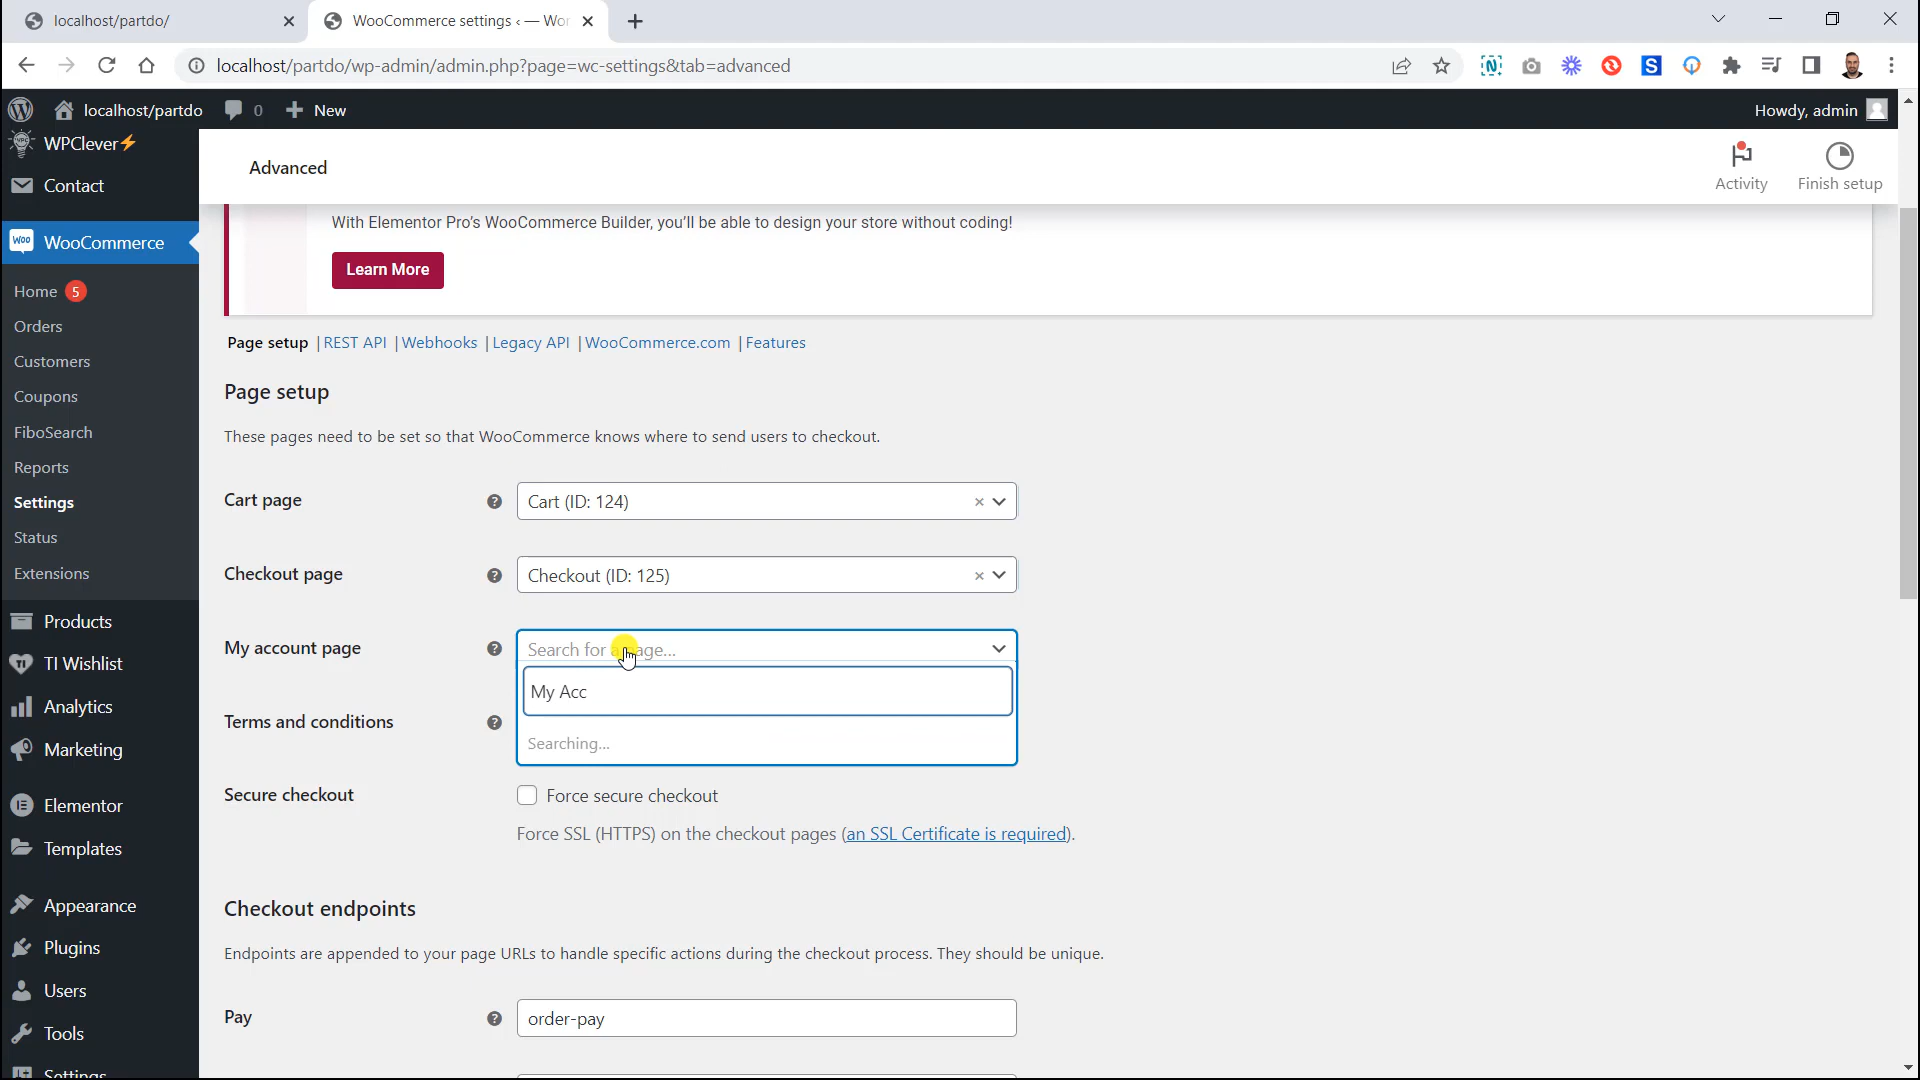 localhost/partdo/
WooCommerce settings ‹ — Wor
localhost/partdo/wp-admin/admin.php?page=wc-settings&tab=advanced
localhost/partdo
0
New
Howdy, admin
WPClever⚡
Contact
WooCommerce
Home 5
Orders
Customers
Coupons
FiboSearch
Reports
Settings
Status
Extensions
Products
TI Wishlist
Analytics
Marketing
Elementor
Templates
Appearance
Plugins
Users
Tools
Settings
Advanced
Activity
Finish setup
With Elementor Pro's WooCommerce Builder, you'll be able to design your store without coding!
Learn More
Page setup | REST API | Webhooks | Legacy API | WooCommerce.com | Features
Page setup
These pages need to be set so that WooCommerce knows where to send users to checkout.
Cart page
Cart (ID: 124)
Checkout page
Checkout (ID: 125)
My account page
Search for a page...
My Acc
Searching...
Terms and conditions
Secure checkout
Force secure checkout
Force SSL (HTTPS) on the checkout pages (an SSL Certificate is required).
Checkout endpoints
Endpoints are appended to your page URLs to handle specific actions during the checkout process. They should be unique.
Pay
order-pay